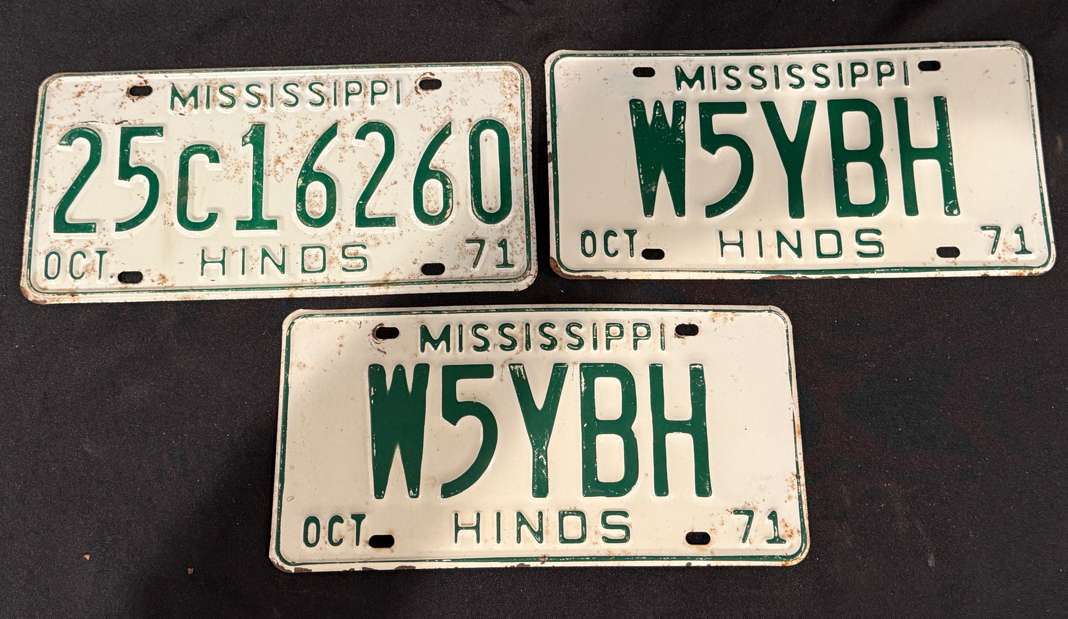 MISSISSIPPI
25C16260
OCT. HINDS 71
MISSISSIPPI
W5YBH
OCT. HINDS 71
MISSISSIPPI
W5YBH
OCT. HINDS 71